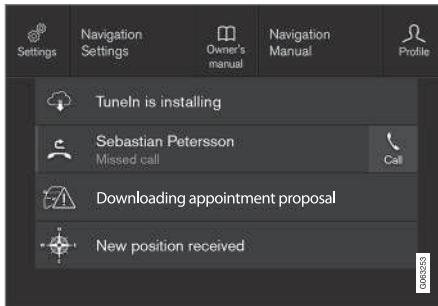 Settings
Navigation
Settings
Owner's
manual
Navigation
Manual
Profile
TuneIn is installing
Sebastian Petersson
Missed call
Call
Downloading appointment proposal
New position received
G063253